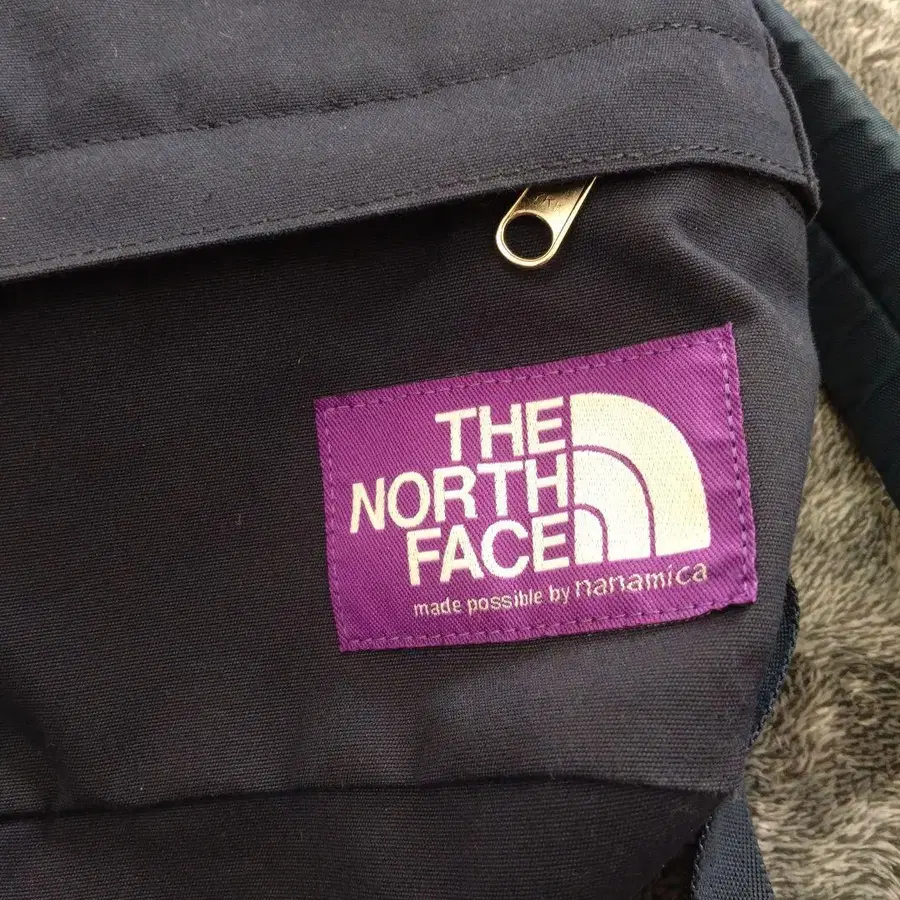 THE
NORTH
FACE
made possible by nanamica